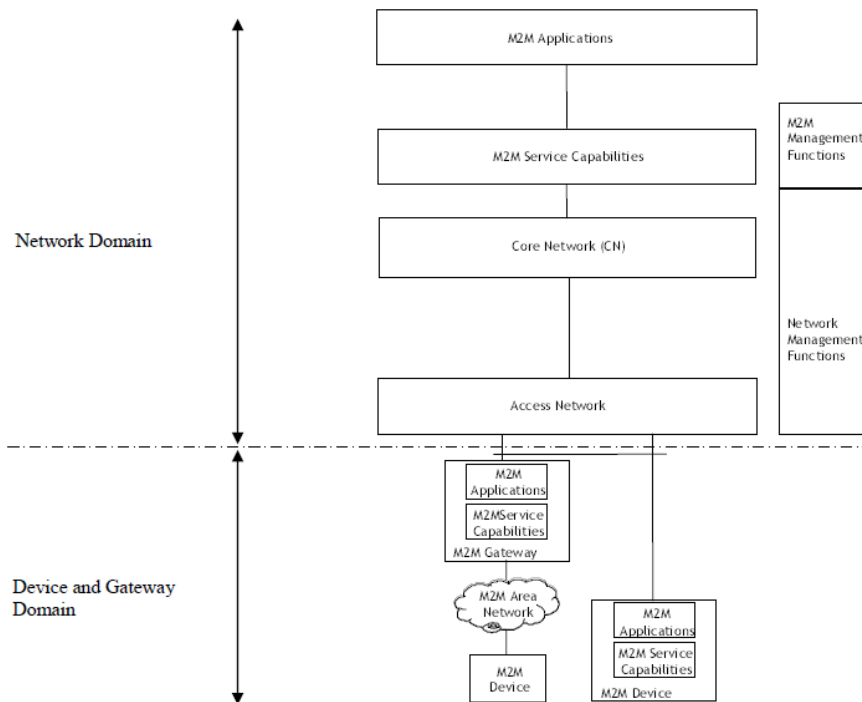 M2M Applications
M2M
Management
Functions
M2M Service Capabilities
Network Domain
Core Network (CN)
Network
Management
Functions
Access Network
M2M
Applications
M2MService
Capabilities
M2M Gateway
Device and Gateway
Domain
M2M Area
Network
M2M
Device
M2M
Applications
M2M Service
Capabilities
M2M Device